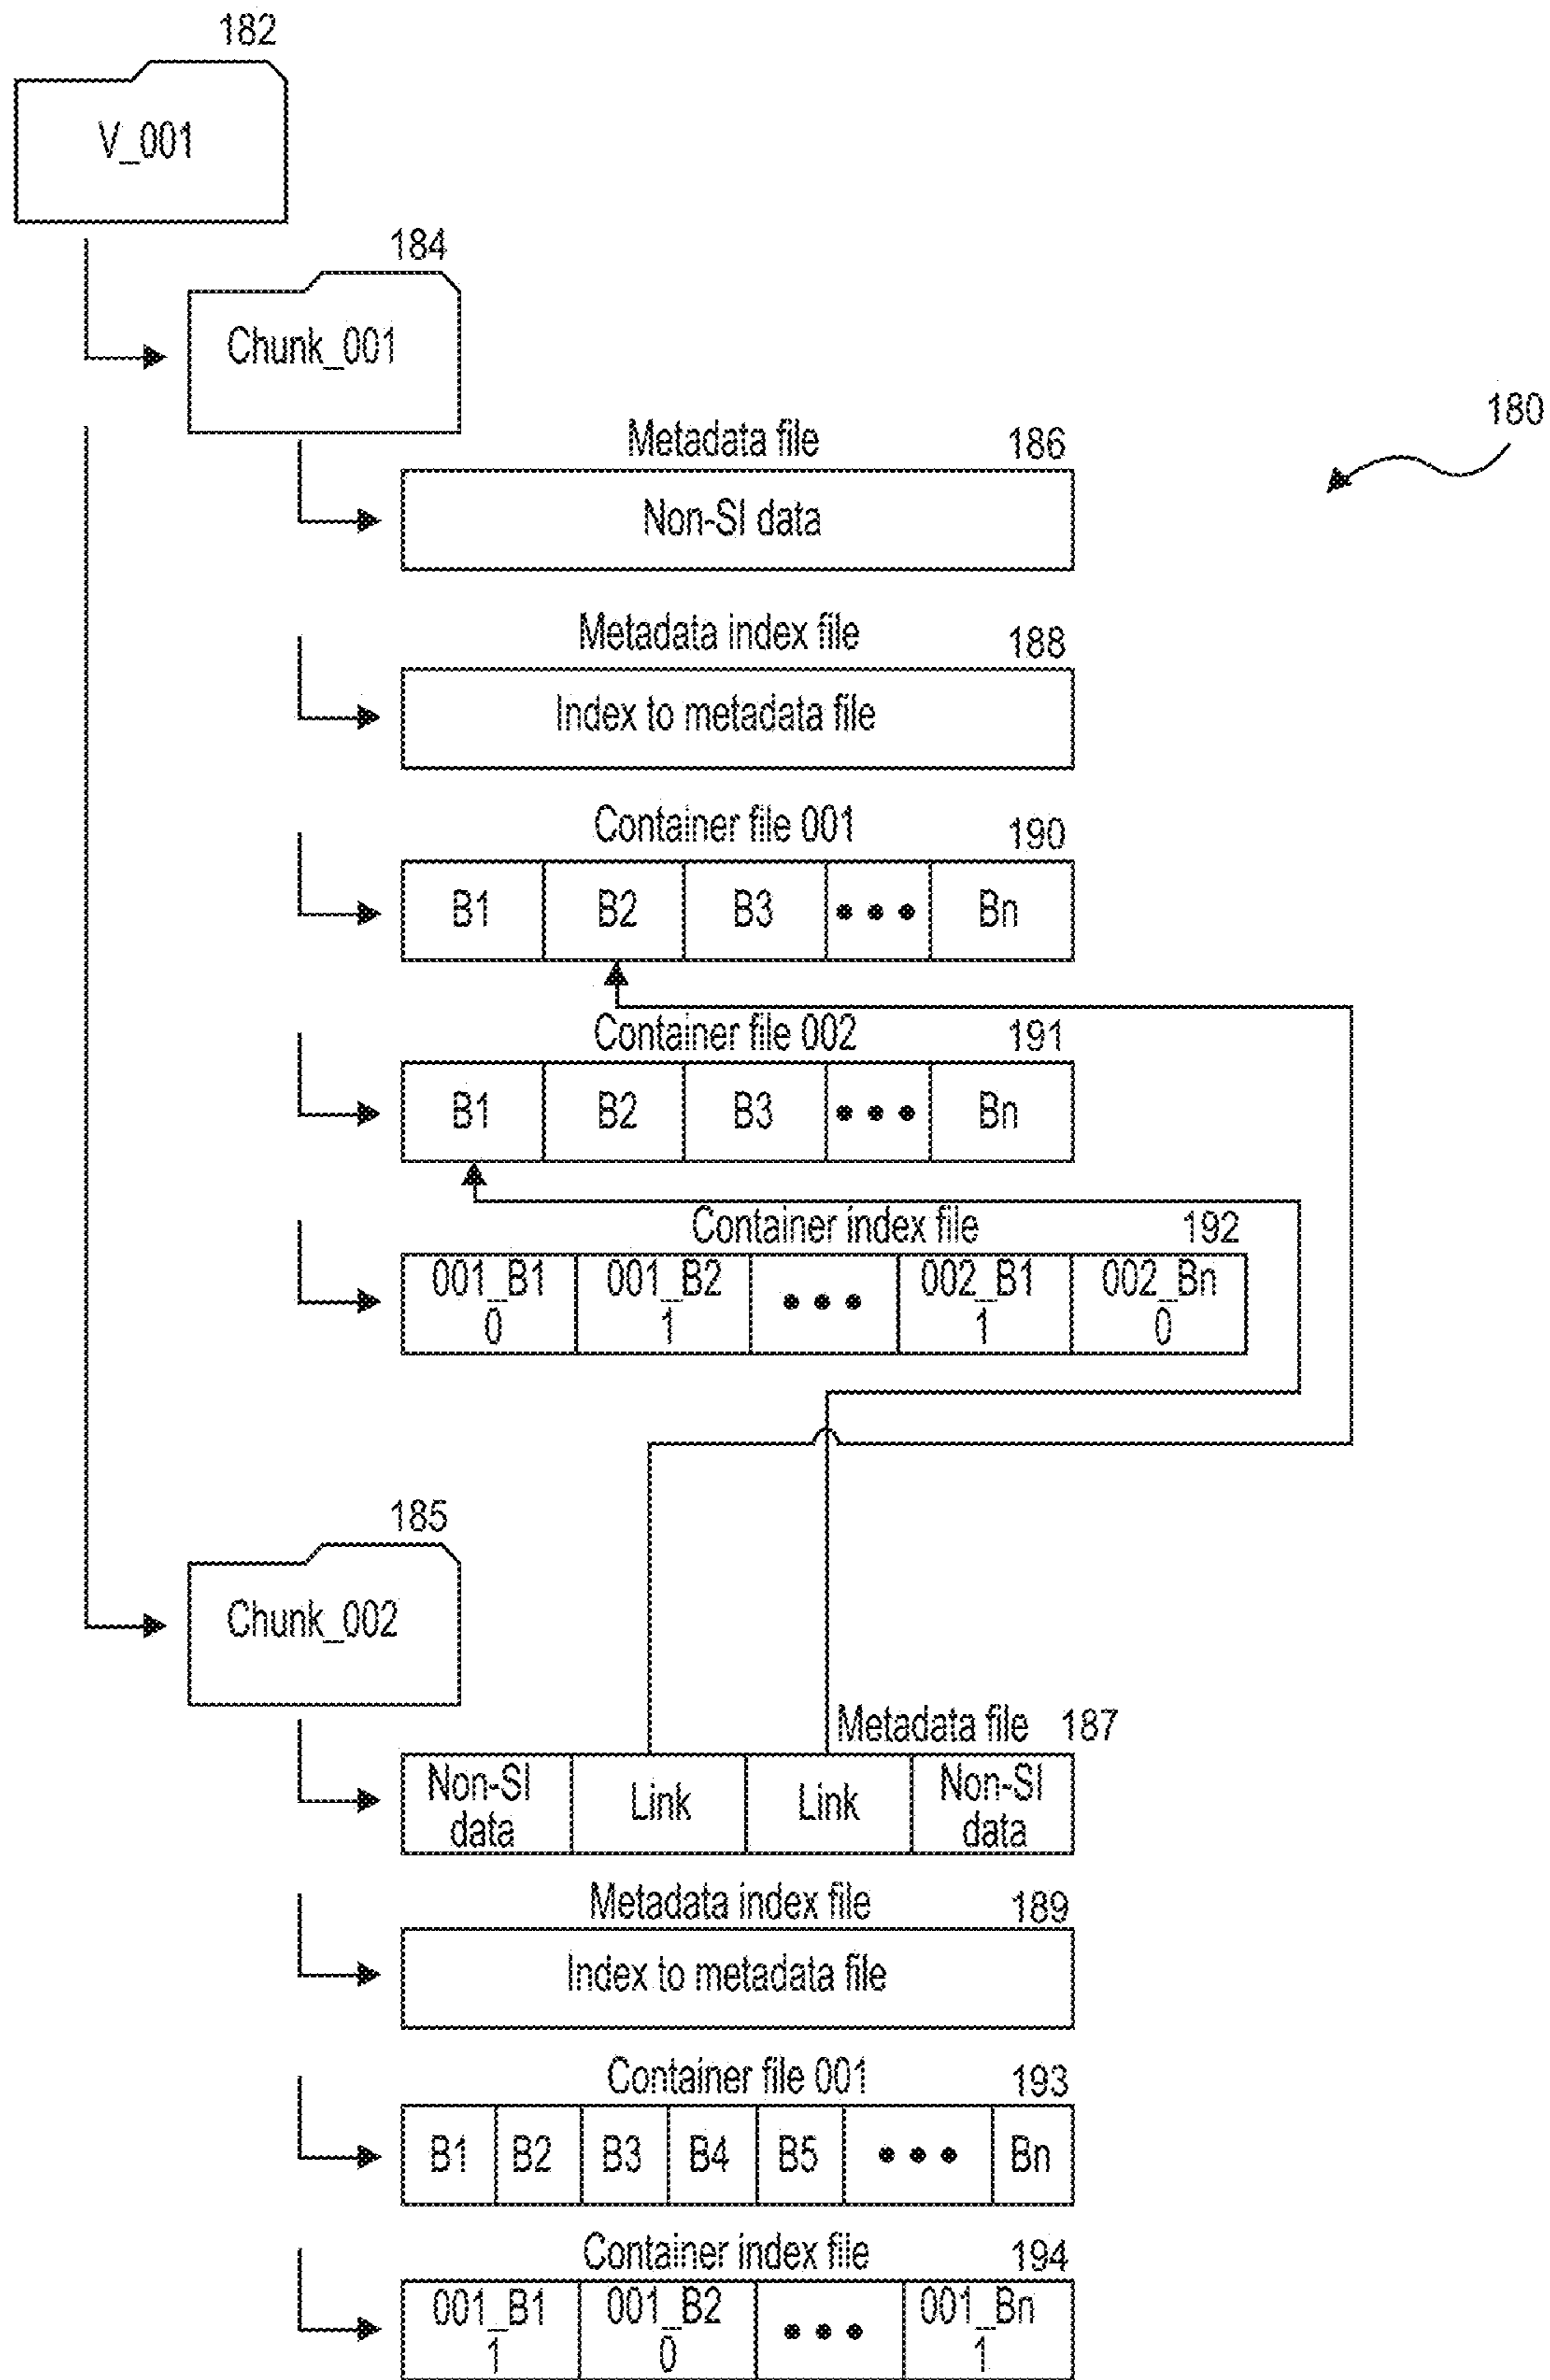 182
V_001
184
Chunk_001
180
Metadata file 186
Non-SI data
Metadata index file 188
Index to metadata file
Container file 001 190
B1 B2 B3 ••• Bn
Container file 002 191
B1 B2 B3 ••• Bn
Container index file 192
001_B1 001_B2 ••• 002_B1 002_Bn
0 1 1 0
185
Chunk_002
Metadata file 187
Non-SI Link Link Non-SI
data data
Metadata index file 189
Index to metadata file
Container file 001 193
B1 B2 B3 B4 B5 ••• Bn
Container index file 194
001_B1 001_B2 ••• 001_Bn
1 0 1